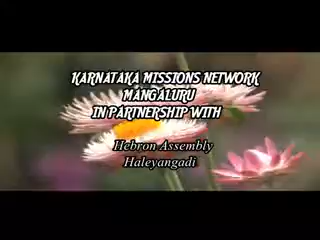 KARNATAKA MISSIONS NETWORK
MANGALURU
IN PARTNERSHIP WITH
Hebron Assembly
Haleyangadi